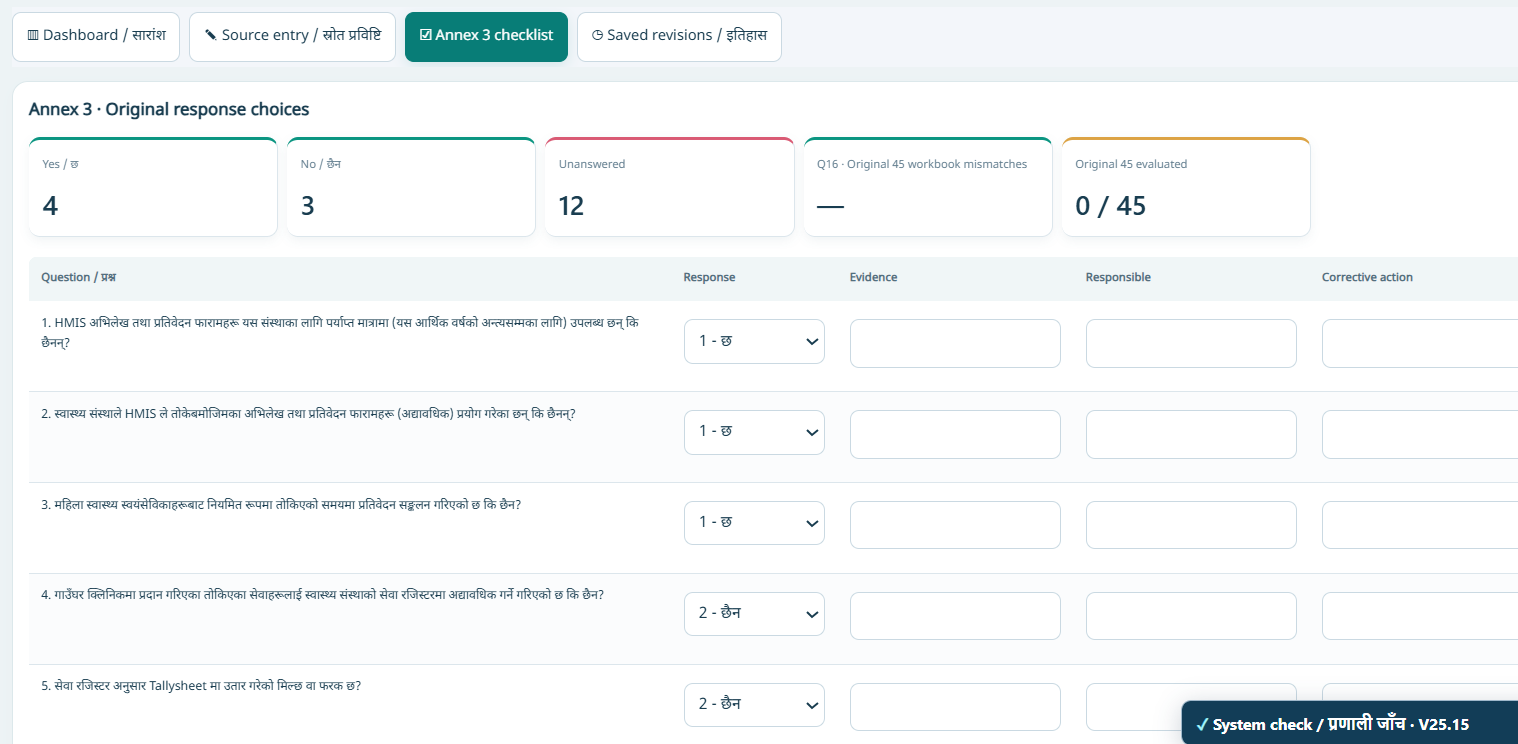 ▥ Dashboard / सारांश
✎ Source entry / स्रोत प्रविष्टि
☑ Annex 3 checklist
◷ Saved revisions / इतिहास
Annex 3 · Original response choices
Yes / छ
No / छैन
Unanswered
Q16 · Original 45 workbook mismatches
Original 45 evaluated
4
3
12
—
0 / 45
Question / प्रश्न
Response
Evidence
Responsible
Corrective action
1. HMIS अभिलेख तथा प्रतिवेदन फारामहरू यस संस्थाका लागि पर्याप्त मात्रामा (यस आर्थिक वर्षको अन्त्यसम्मका लागि) उपलब्ध छन् कि
छैनन्?
1 - छ
2. स्वास्थ्य संस्थाले HMIS ले तोकेबमोजिमका अभिलेख तथा प्रतिवेदन फारामहरू (अद्यावधिक) प्रयोग गरेका छन् कि छैनन्?
1 - छ
3. महिला स्वास्थ्य स्वयंसेविकाहरूबाट नियमित रूपमा तोकिएको समयमा प्रतिवेदन सङ्कलन गरिएको छ कि छैन?
1 - छ
4. गाउँघर क्लिनिकमा प्रदान गरिएका तोकिएका सेवाहरूलाई स्वास्थ्य संस्थाको सेवा रजिस्टरमा अद्यावधिक गर्ने गरिएको छ कि छैन?
2 - छैन
5. सेवा रजिस्टर अनुसार Tallysheet मा उतार गरेको मिल्छ वा फरक छ?
2 - छैन
✓ System check / प्रणाली जाँच · V25.15